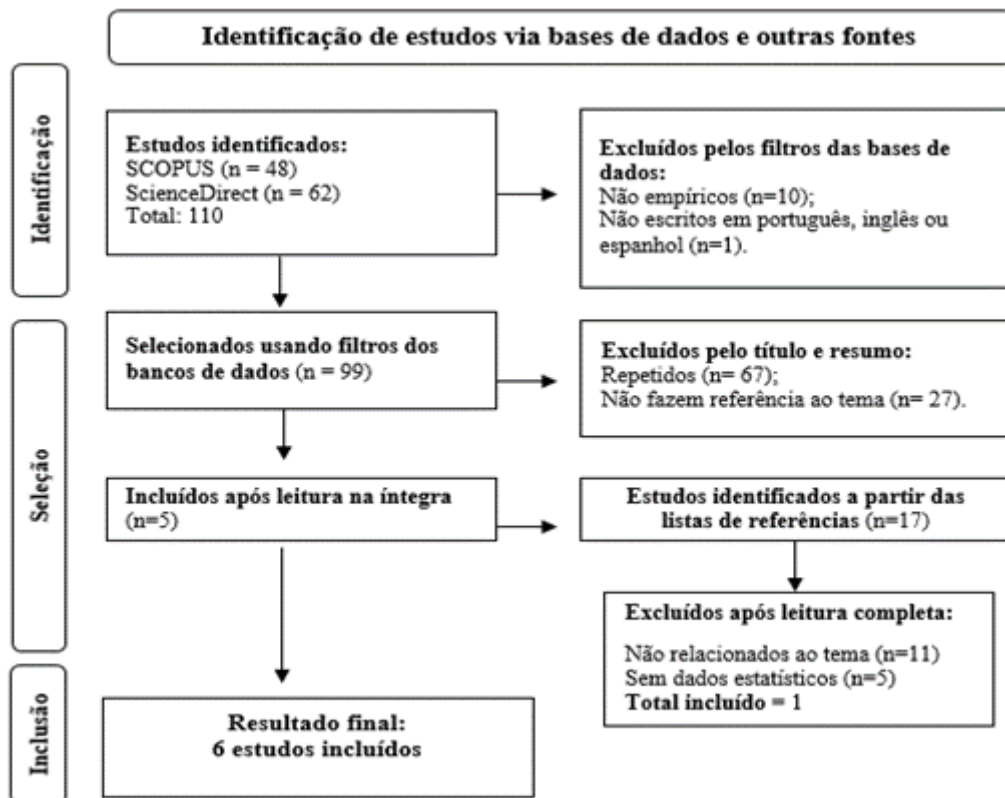 Identificação de estudos via bases de dados e outras fontes
Identificação
Estudos identificados:
SCOPUS (n = 48)
ScienceDirect (n = 62)
Total: 110
Excluídos pelos filtros das bases de
dados:
Não empíricos (n=10);
Não escritos em português, inglês ou
espanhol (n=1).
Seleção
Selecionados usando filtros dos
bancos de dados (n = 99)
Excluídos pelo título e resumo:
Repetidos (n= 67);
Não fazem referência ao tema (n= 27).
Incluídos após leitura na íntegra
(n=5)
Estudos identificados a partir das
listas de referências (n=17)
Excluídos após leitura completa:
Não relacionados ao tema (n=11)
Sem dados estatísticos (n=5)
Total incluído = 1
Inclusão
Resultado final:
6 estudos incluídos